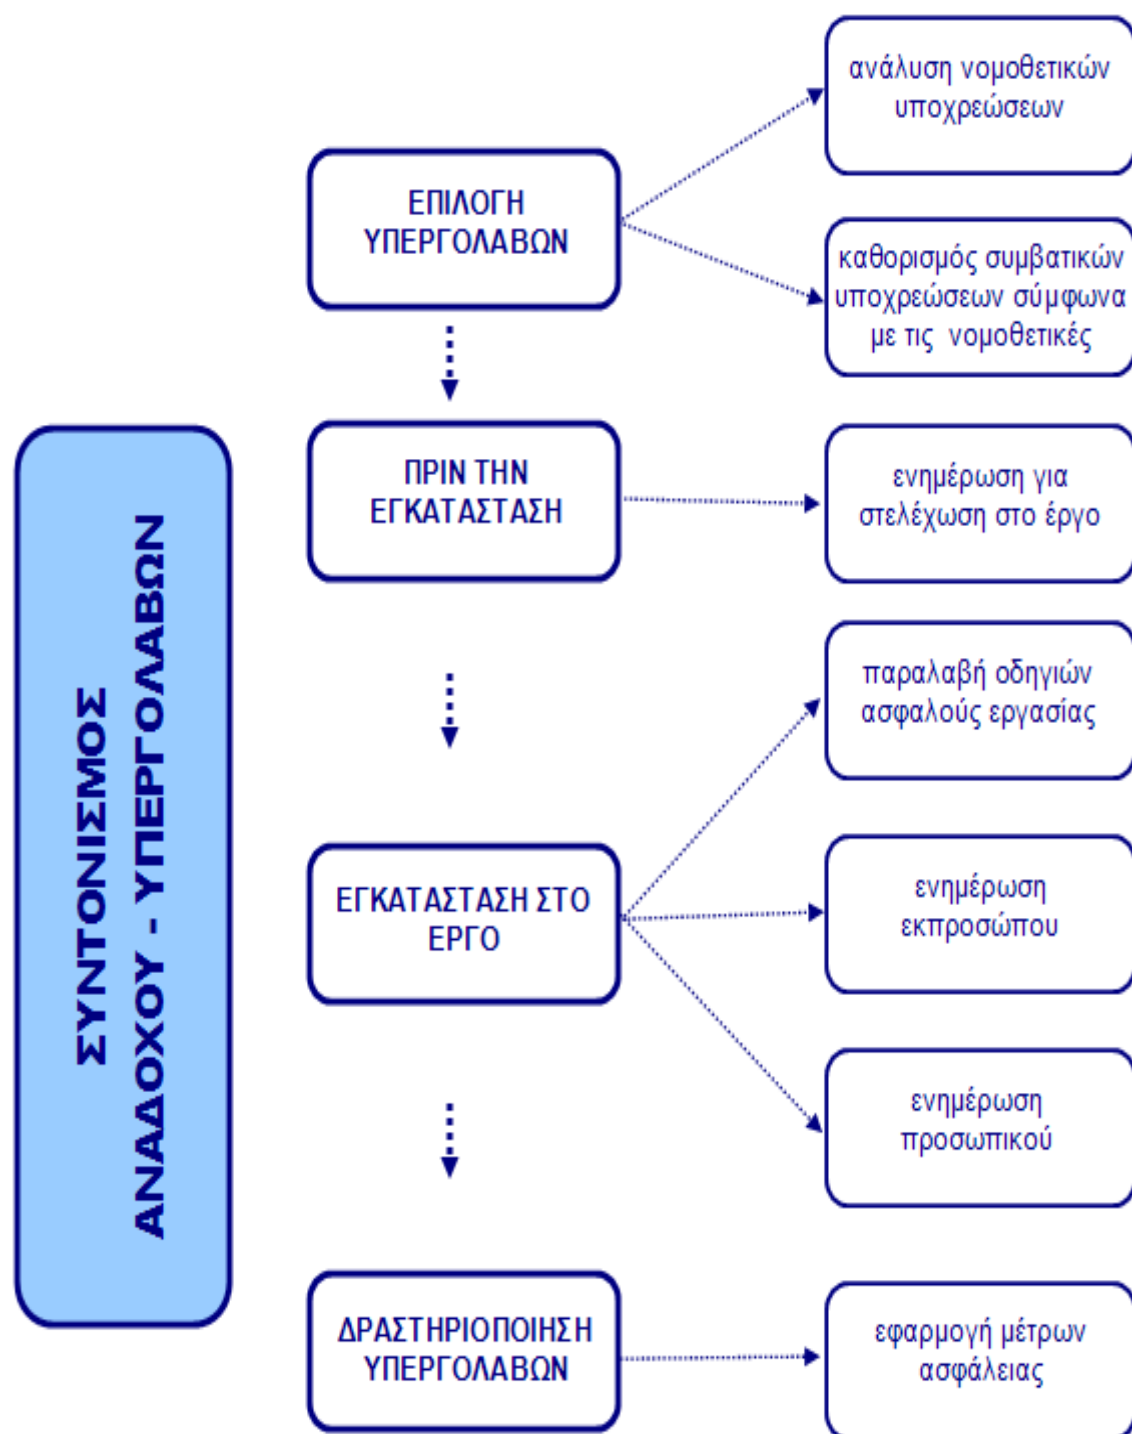 ΣΥΝΤΟΝΙΣΜΟΣ
ΑΝΑΔΟΧΟΥ - ΥΠΕΡΓΟΛΑΒΩΝ
ΕΠΙΛΟΓΗ
ΥΠΕΡΓΟΛΑΒΩΝ
ανάλυση νομοθετικών
υποχρεώσεων
καθορισμός συμβατικών
υποχρεώσεων σύμφωνα
με τις νομοθετικές
ΠΡΙΝ ΤΗΝ
ΕΓΚΑΤΑΣΤΑΣΗ
ενημέρωση για
στελέχωση στο έργο
ΕΓΚΑΤΑΣΤΑΣΗ ΣΤΟ
ΕΡΓΟ
παραλαβή οδηγιών
ασφαλούς εργασίας
ενημέρωση
εκπροσώπου
ενημέρωση
προσωπικού
ΔΡΑΣΤΗΡΙΟΠΟΙΗΣΗ
ΥΠΕΡΓΟΛΑΒΩΝ
εφαρμογή μέτρων
ασφάλειας